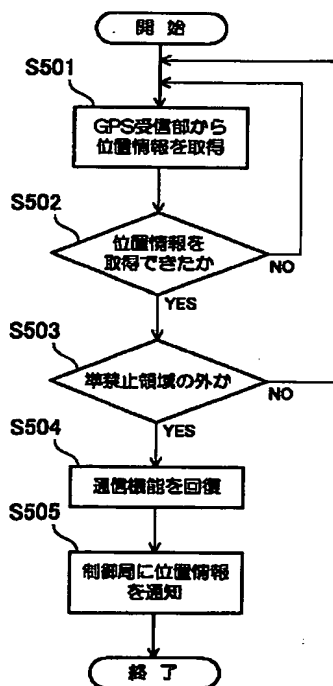 開始
S501
GPS受信部から
位置情報を取得
S502
位置情報を
取得できたか
NO
YES
S503
準禁止領域の外か
NO
YES
S504
通信機能を回復
S505
制御局に位置情報
を通知
終了